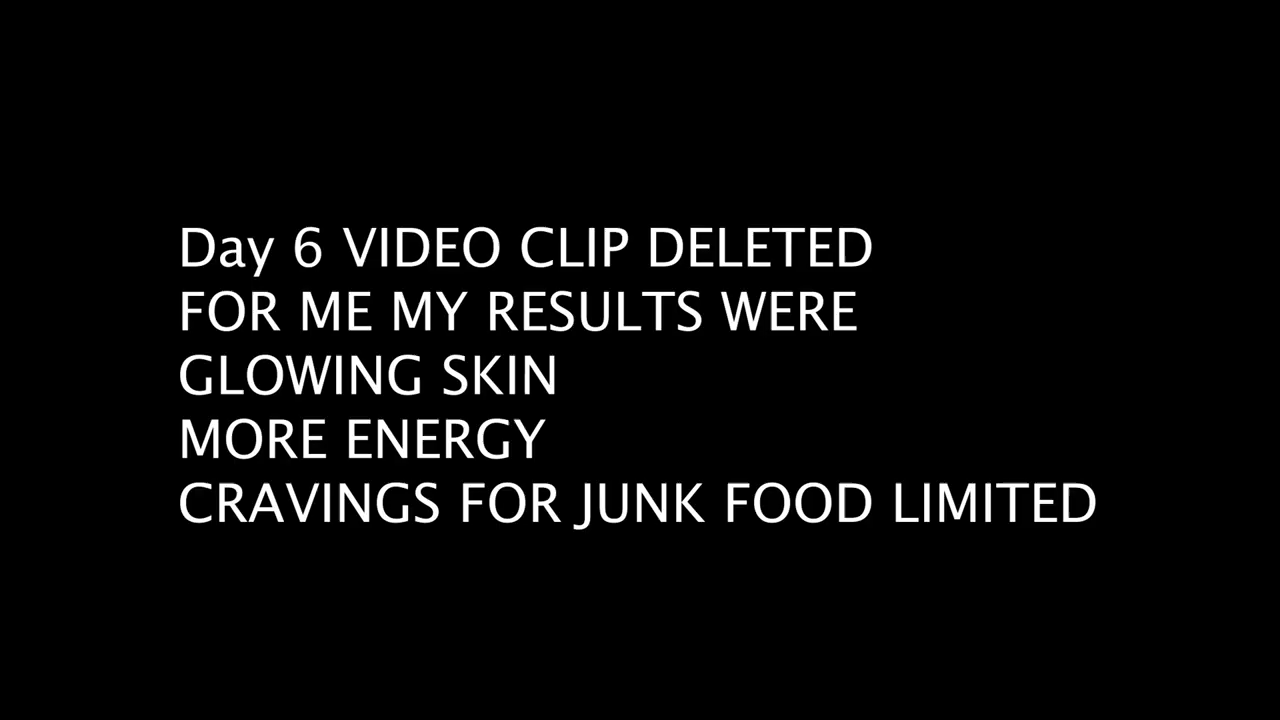 Day 6 VIDEO CLIP DELETED
FOR ME MY RESULTS WERE
GLOWING SKIN
MORE ENERGY
CRAVINGS FOR JUNK FOOD LIMITED